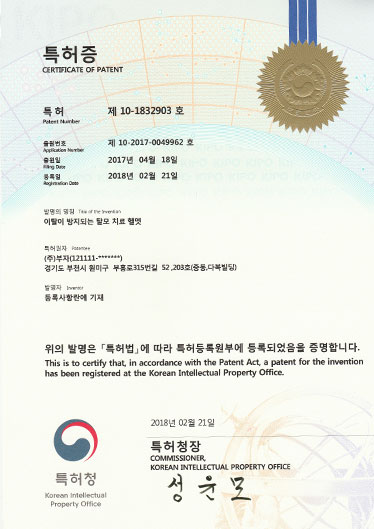 특허증
CERTIFICATE OF PATENT
특허 제 10-1832903 호
Patent Number
출원번호 제 10-2017-0049962 호
Application Number
출원일 2017년 04월 18일
Filing Date
등록일 2018년 02월 21일
Registration Date
발명의 명칭 Title of the Invention
이탈이 방지되는 탈모 치료 헬멧
특허권자 Patentee
(주)부자(121111-*******)
경기도 부천시 원미구 부흥로315번길 52 ,203호(중동,다복빌딩)
발명자 Inventor
등록사항란에 기재
위의 발명은 「특허법」에 따라 특허등록원부에 등록되었음을 증명합니다.
This is to certify that, in accordance with the Patent Act, a patent for the invention
has been registered at the Korean Intellectual Property Office.
2018년 02월 21일
특허청장
COMMISSIONER,
KOREAN INTELLECTUAL PROPERTY OFFICE
성윤모
특허청
Korean Intellectual
Property Office